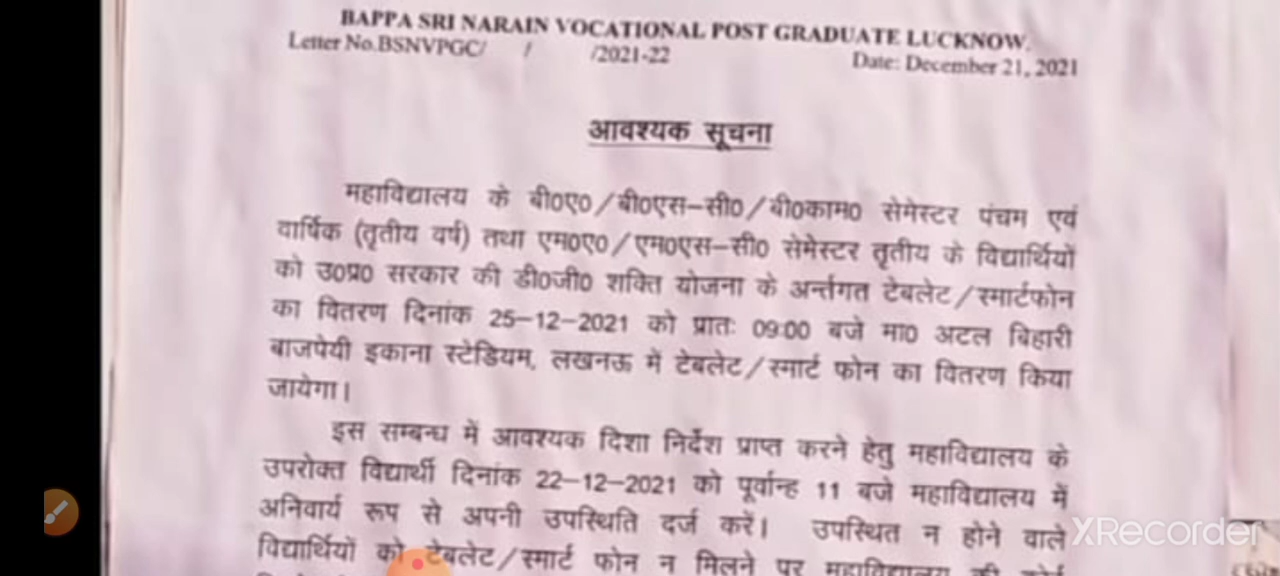 BAPPA SRI NARAIN VOCATIONAL POST GRADUATE LUCKNOW.
Letter No.BSNVPGC/ / /2021-22 Date: December 21, 2021
आवश्यक सूचना
महाविद्यालय के बी0ए0/बी0एस-सी0/बी0काम0 सेमेस्टर पंचम एवं
वार्षिक (तृतीय वर्ष) तथा एम0ए0/एम0एस-सी0 सेमेस्टर तृतीय के विद्यार्थियों
को उ0प्र0 सरकार की डी0जी0 शक्ति योजना के अर्न्तगत टेबलेट/स्मार्टफोन
का वितरण दिनांक 25-12-2021 को प्रातः 09:00 बजे मा0 अटल बिहारी
बाजपेयी इकाना स्टेडियम, लखनऊ में टेबलेट/स्मार्ट फोन का वितरण किया
जायेगा।
इस सम्बन्ध में आवश्यक दिशा निर्देश प्राप्त करने हेतु महाविद्यालय के
उपरोक्त विद्यार्थी दिनांक 22-12-2021 को पूर्वान्ह 11 बजे महाविद्यालय में
अनिवार्य रूप से अपनी उपस्थिति दर्ज करें। उपस्थित न होने वाले
विद्यार्थियों को टेबलेट/स्मार्ट फोन न मिलने पर महाविद्यालय की कोई
XRecorder